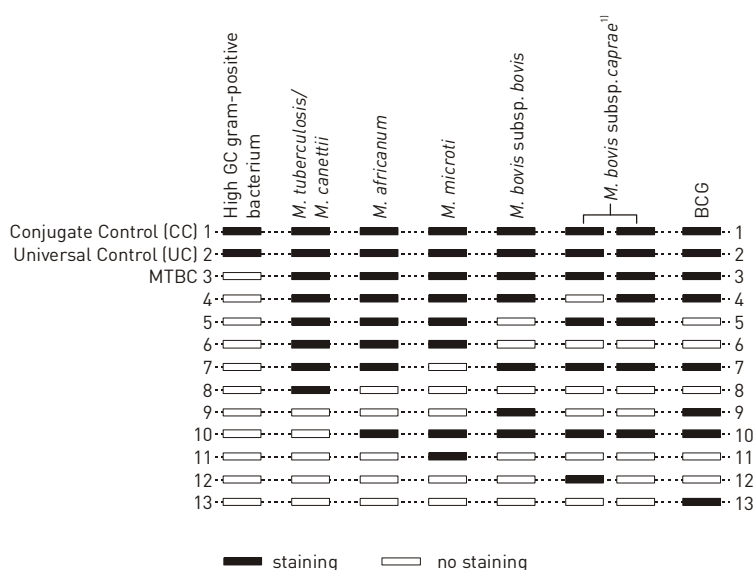 High GC gram-positive
bacterium
M. tuberculosis/
M. canettii
M. africanum
M. microti
M. bovis subsp. bovis
M. bovis subsp. caprae¹⁾
BCG
Conjugate Control (CC) 1 1
Universal Control (UC) 2 2
MTBC 3 3
4 4
5 5
6 6
7 7
8 8
9 9
10 10
11 11
12 12
13 13
staining no staining